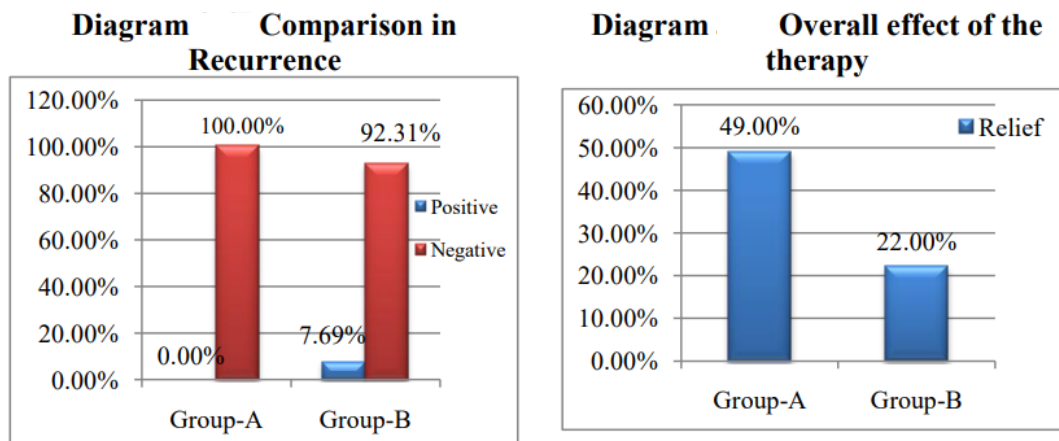 Diagram Comparison in
Recurrence
120.00%
100.00%
80.00%
60.00%
40.00%
20.00%
0.00%
100.00%
92.31%
0.00%
7.69%
Positive
Negative
Group-A Group-B
Diagram Overall effect of the
therapy
60.00%
50.00%
40.00%
30.00%
20.00%
10.00%
0.00%
49.00%
22.00%
Relief
Group-A Group-B